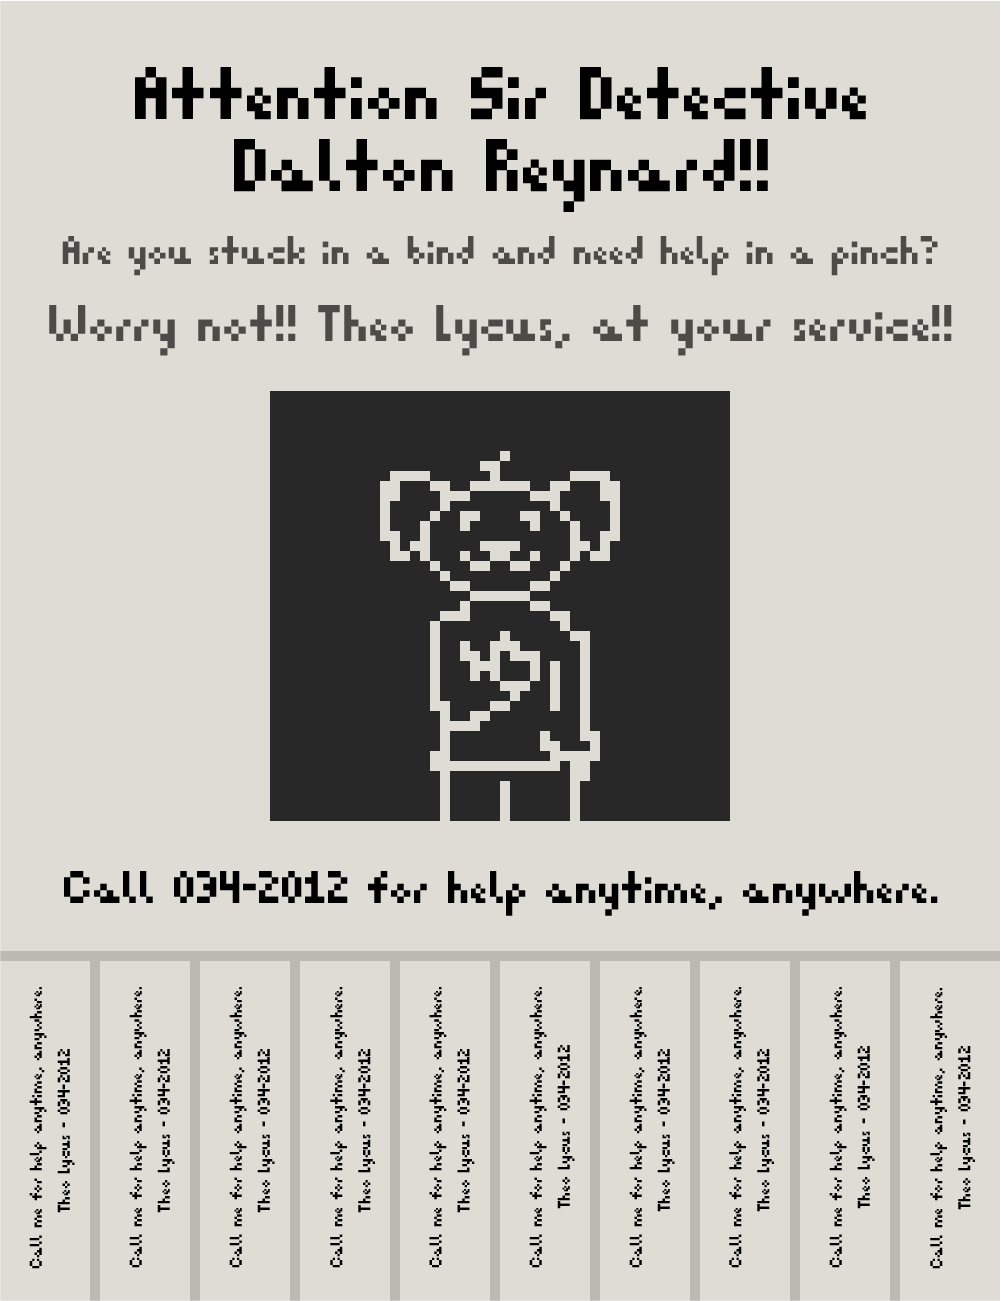 Attention Sir Detective
Dalton Reynard!!
Are you stuck in a bind and need help in a pinch?
Worry not!! Theo Lycus, at your service!!
Call 034-2012 for help anytime, anywhere.
Call me for help anytime, anywhere.
Theo Lycus - 034-2012
Call me for help anytime, anywhere.
Theo Lycus - 034-2012
Call me for help anytime, anywhere.
Theo Lycus - 034-2012
Call me for help anytime, anywhere.
Theo Lycus - 034-2012
Call me for help anytime, anywhere.
Theo Lycus - 034-2012
Call me for help anytime, anywhere.
Theo Lycus - 034-2012
Call me for help anytime, anywhere.
Theo Lycus - 034-2012
Call me for help anytime, anywhere.
Theo Lycus - 034-2012
Call me for help anytime, anywhere.
Theo Lycus - 034-2012
Call me for help anytime, anywhere.
Theo Lycus - 034-2012